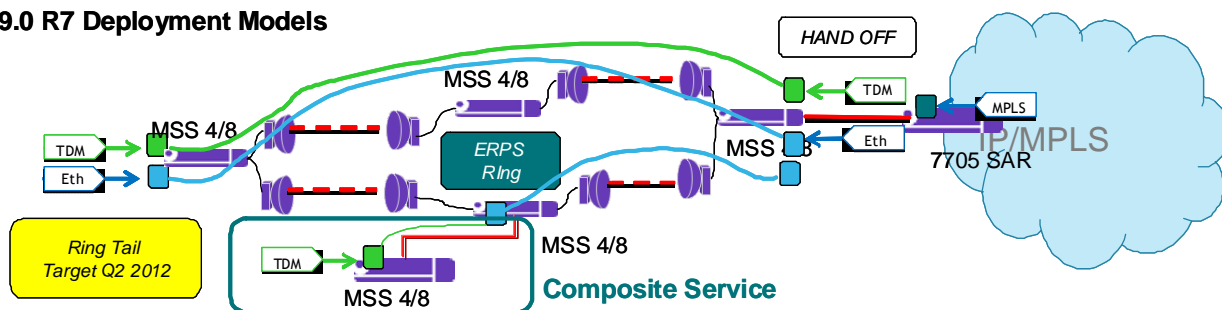 9.0 R7 Deployment Models
HAND OFF
MSS 4/8
TDM
MPLS
MSS 4/8
TDM
ERPS
RIng
MSS
Eth
IP/MPLS
7705 SAR
Eth
Ring Tail
Target Q2 2012
TDM
MSS 4/8
MSS 4/8
Composite Service